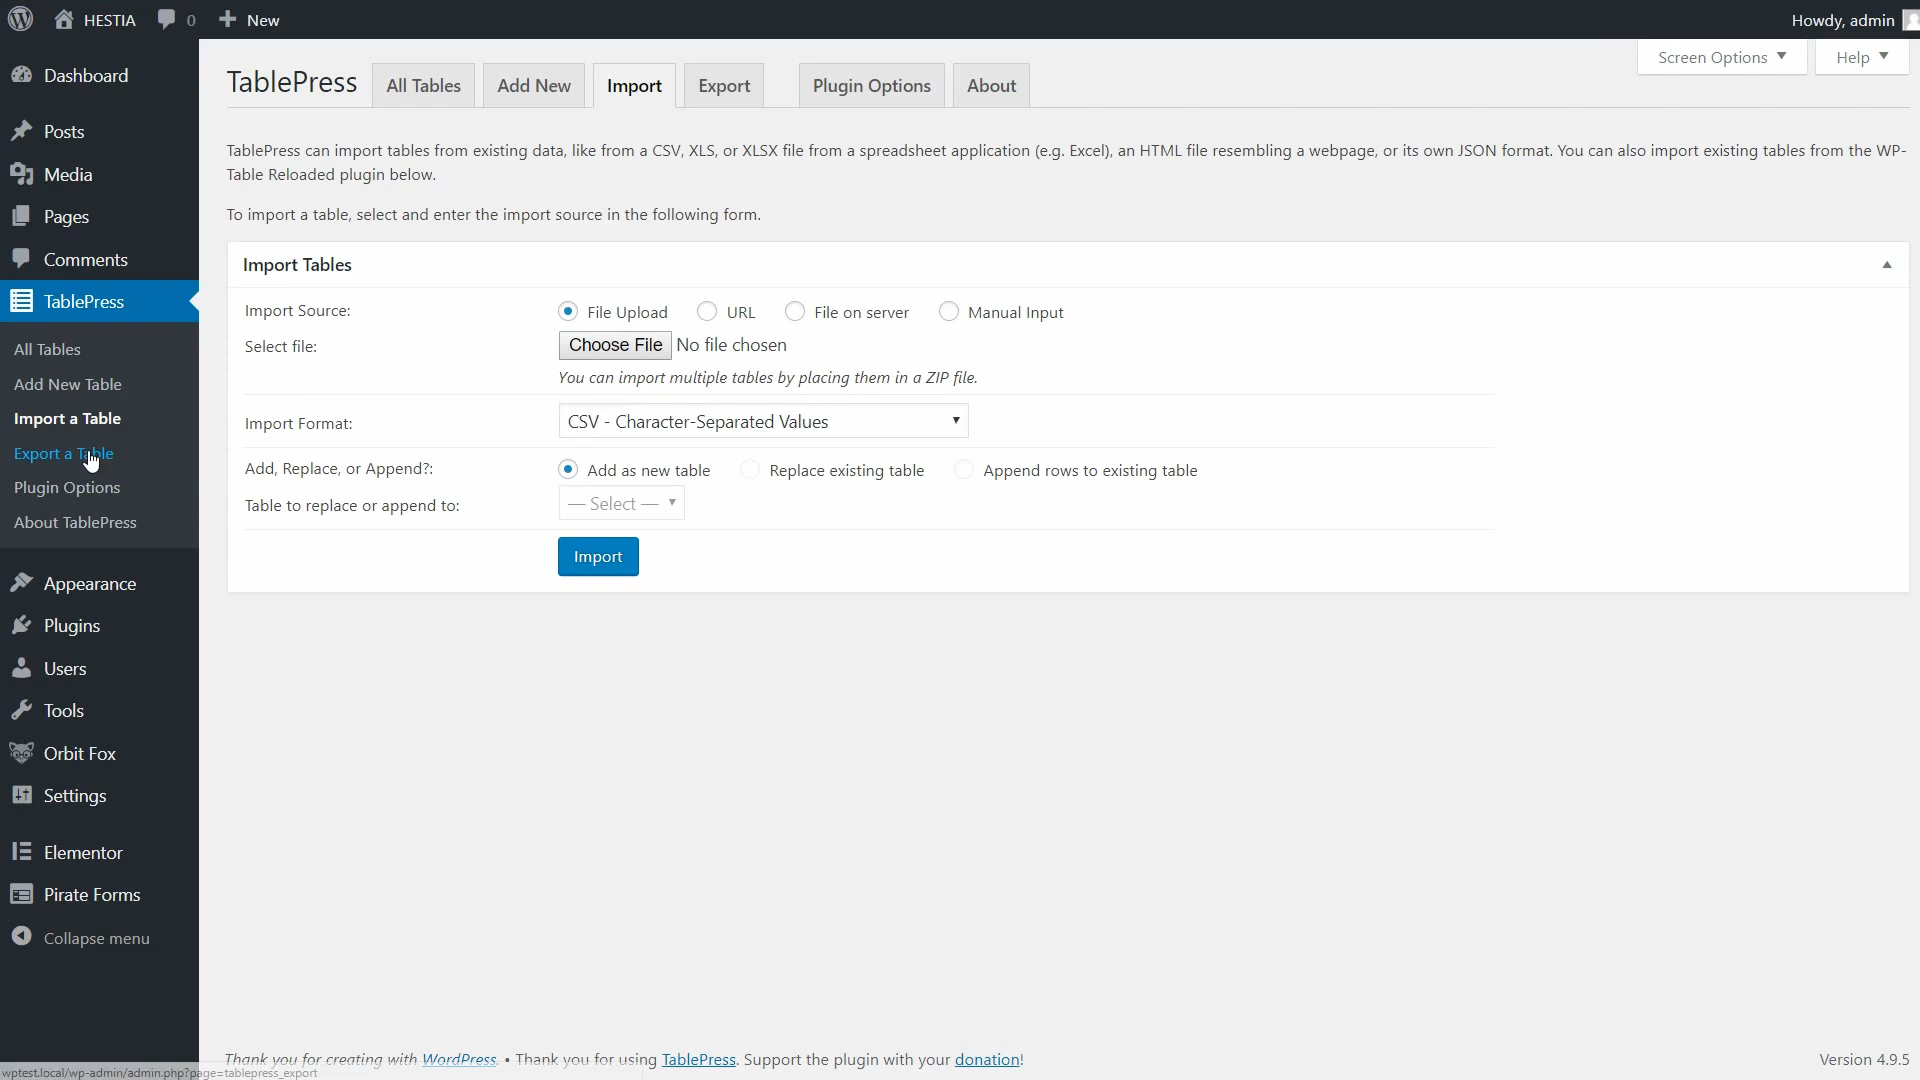 HESTIA
0
New
Howdy, admin
Screen Options
Help
Dashboard
Posts
Media
Pages
Comments
TablePress
All Tables
Add New Table
Import a Table
Export a Table
Plugin Options
About TablePress
Appearance
Plugins
Users
Tools
Orbit Fox
Settings
Elementor
Pirate Forms
Collapse menu
TablePress
All Tables
Add New
Import
Export
Plugin Options
About
TablePress can import tables from existing data, like from a CSV, XLS, or XLSX file from a spreadsheet application (e.g. Excel), an HTML file resembling a webpage, or its own JSON format. You can also import existing tables from the WP-
Table Reloaded plugin below.
To import a table, select and enter the import source in the following form.
Import Tables
Import Source:
File Upload
URL
File on server
Manual Input
Select file:
Choose File No file chosen
You can import multiple tables by placing them in a ZIP file.
Import Format:
CSV - Character-Separated Values
Add, Replace, or Append?:
Add as new table
Replace existing table
Append rows to existing table
Table to replace or append to:
— Select —
Import
Thank you for creating with WordPress. • Thank you for using TablePress. Support the plugin with your donation!
Version 4.9.5
wptest.local/wp-admin/admin.php?page=tablepress_export